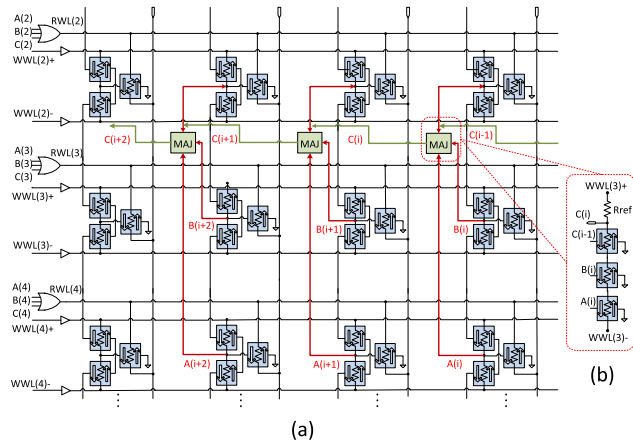 A(2)
B(2)
C(2)
RWL(2)
WWL(2)+
WWL(2)-
C(i+2)
MAJ
C(i+1)
MAJ
C(i)
MAJ
C(i-1)
A(3)
B(3)
C(3)
RWL(3)
WWL(3)+
B(i+2)
B(i+1)
B(i)
WWL(3)-
A(4)
B(4)
C(4)
RWL(4)
WWL(4)+
A(i+2)
A(i+1)
A(i)
WWL(4)-
WWL(3)+
Rref
C(i)
C(i-1)
B(i)
A(i)
WWL(3)-
(a)
(b)